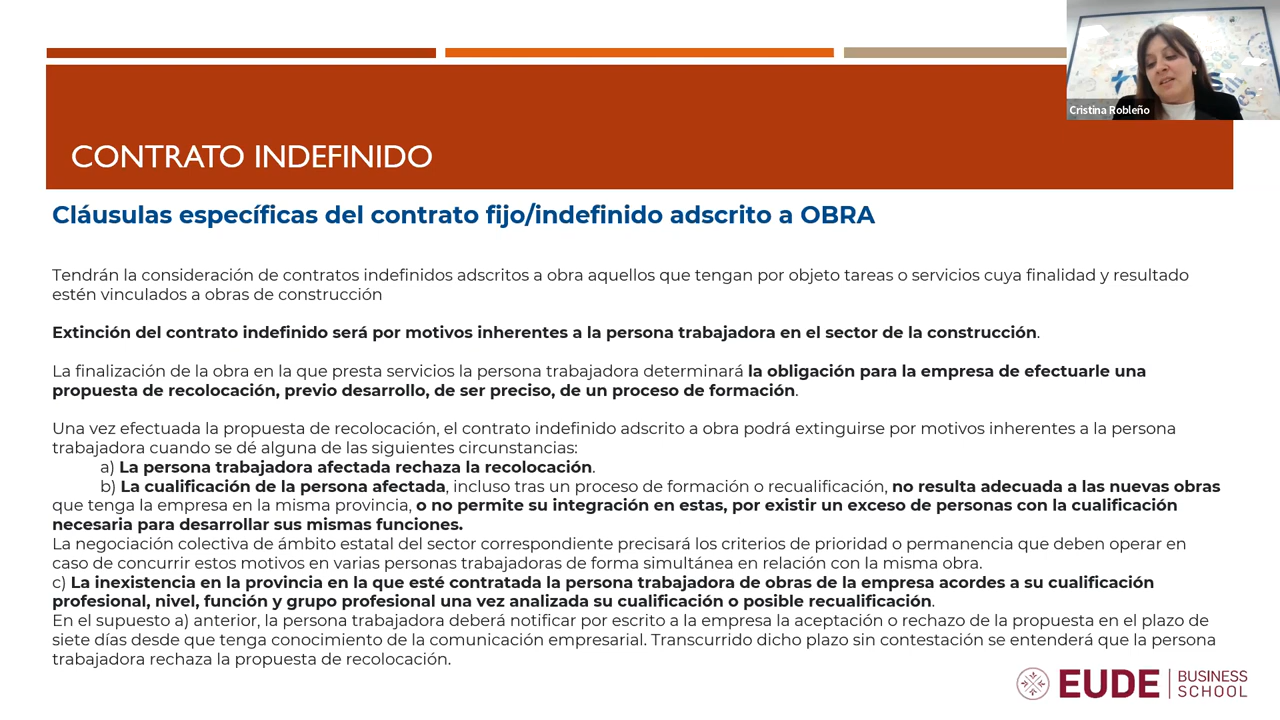 Cristina Robleño
CONTRATO INDEFINIDO
Cláusulas específicas del contrato fijo/indefinido adscrito a OBRA
Tendrán la consideración de contratos indefinidos adscritos a obra aquellos que tengan por objeto tareas o servicios cuya finalidad y resultado
estén vinculados a obras de construcción
Extinción del contrato indefinido será por motivos inherentes a la persona trabajadora en el sector de la construcción.
La finalización de la obra en la que presta servicios la persona trabajadora determinará la obligación para la empresa de efectuarle una
propuesta de recolocación, previo desarrollo, de ser preciso, de un proceso de formación.
Una vez efectuada la propuesta de recolocación, el contrato indefinido adscrito a obra podrá extinguirse por motivos inherentes a la persona
trabajadora cuando se dé alguna de las siguientes circunstancias:
a) La persona trabajadora afectada rechaza la recolocación.
b) La cualificación de la persona afectada, incluso tras un proceso de formación o recualificación, no resulta adecuada a las nuevas obras
que tenga la empresa en la misma provincia, o no permite su integración en estas, por existir un exceso de personas con la cualificación
necesaria para desarrollar sus mismas funciones.
La negociación colectiva de ámbito estatal del sector correspondiente precisará los criterios de prioridad o permanencia que deben operar en
caso de concurrir estos motivos en varias personas trabajadoras de forma simultánea en relación con la misma obra.
c) La inexistencia en la provincia en la que esté contratada la persona trabajadora de obras de la empresa acordes a su cualificación
profesional, nivel, función y grupo profesional una vez analizada su cualificación o posible recualificación.
En el supuesto a) anterior, la persona trabajadora deberá notificar por escrito a la empresa la aceptación o rechazo de la propuesta en el plazo de
siete días desde que tenga conocimiento de la comunicación empresarial. Transcurrido dicho plazo sin contestación se entenderá que la persona
trabajadora rechaza la propuesta de recolocación.
EUDE BUSINESS
SCHOOL